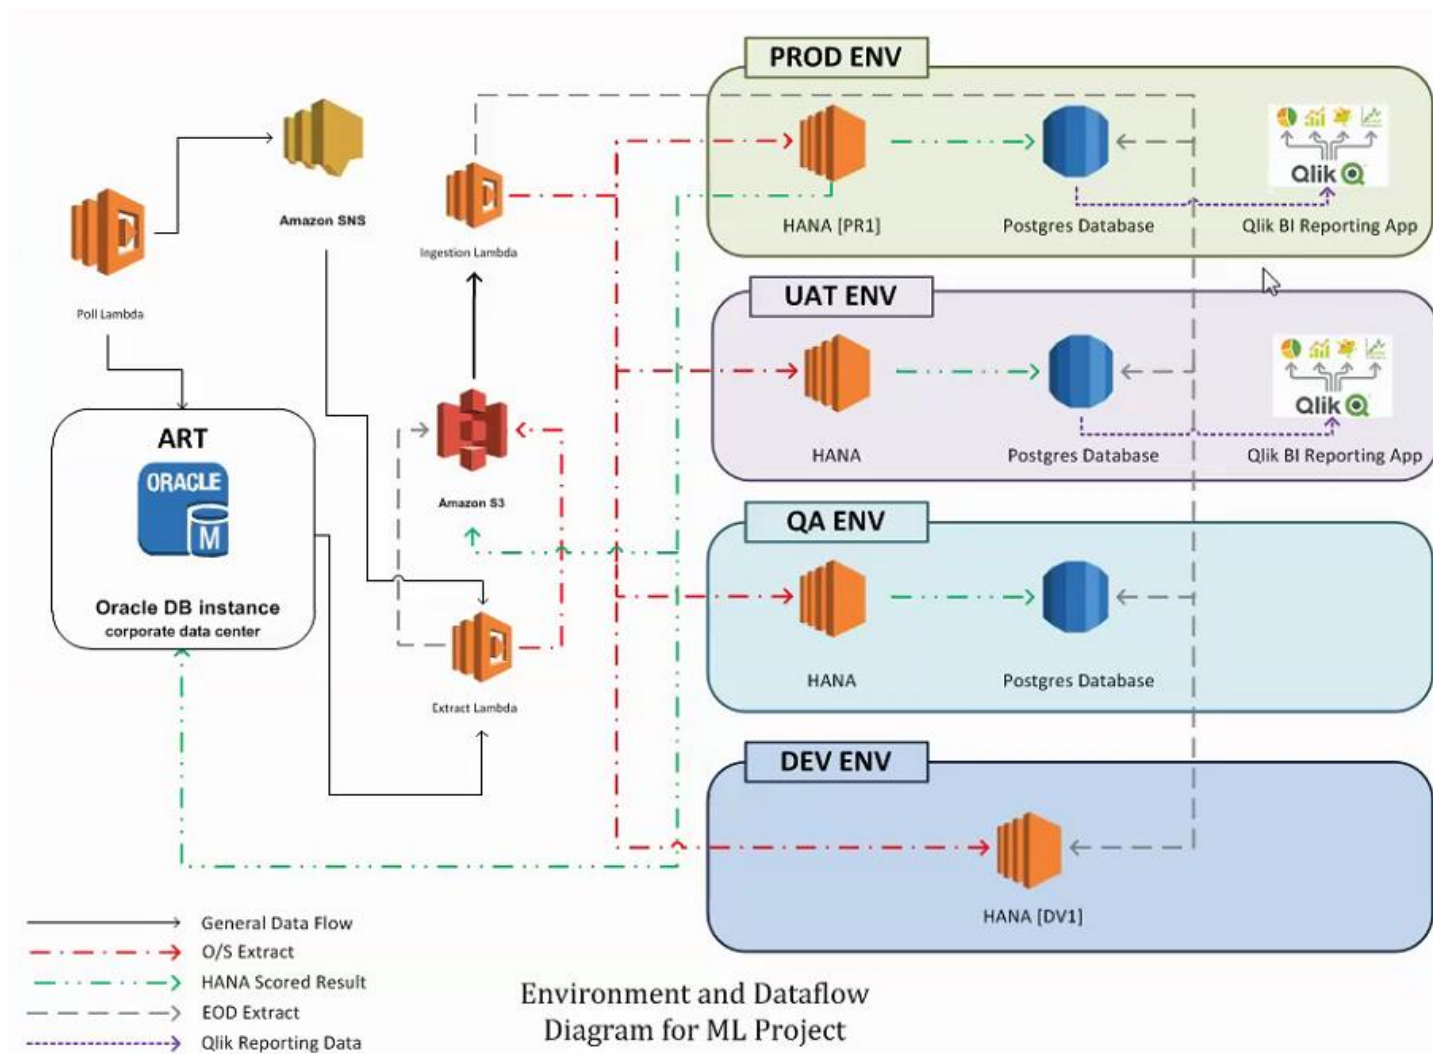 PROD ENV
Amazon SNS
Poll Lambda
Ingestion Lambda
HANA [PR1]
Postgres Database
Qlik
Qlik BI Reporting App
UAT ENV
HANA
Postgres Database
Qlik
Qlik BI Reporting App
ART
ORACLE
M
Oracle DB instance
corporate data center
Amazon S3
Extract Lambda
QA ENV
HANA
Postgres Database
DEV ENV
HANA [DV1]
General Data Flow
O/S Extract
HANA Scored Result
EOD Extract
Qlik Reporting Data
Environment and Dataflow
Diagram for ML Project